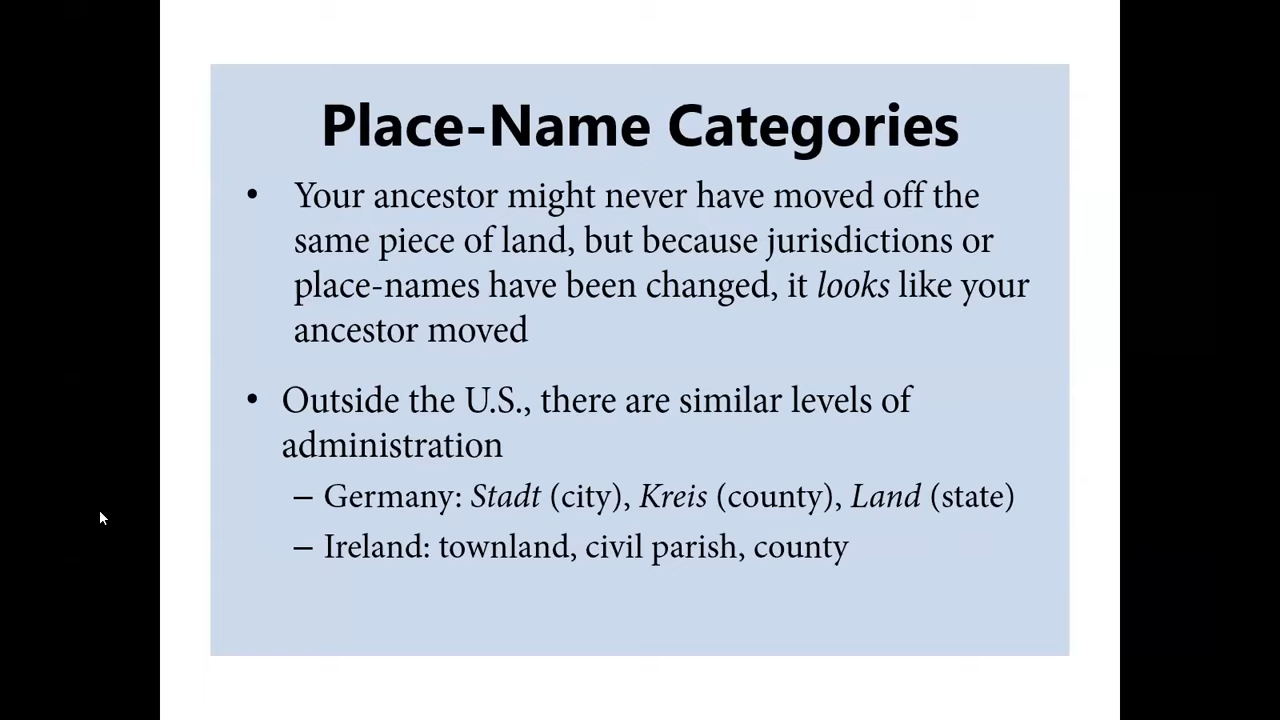 Place-Name Categories
• Your ancestor might never have moved off the
same piece of land, but because jurisdictions or
place-names have been changed, it looks like your
ancestor moved
• Outside the U.S., there are similar levels of
administration
– Germany: Stadt (city), Kreis (county), Land (state)
– Ireland: townland, civil parish, county